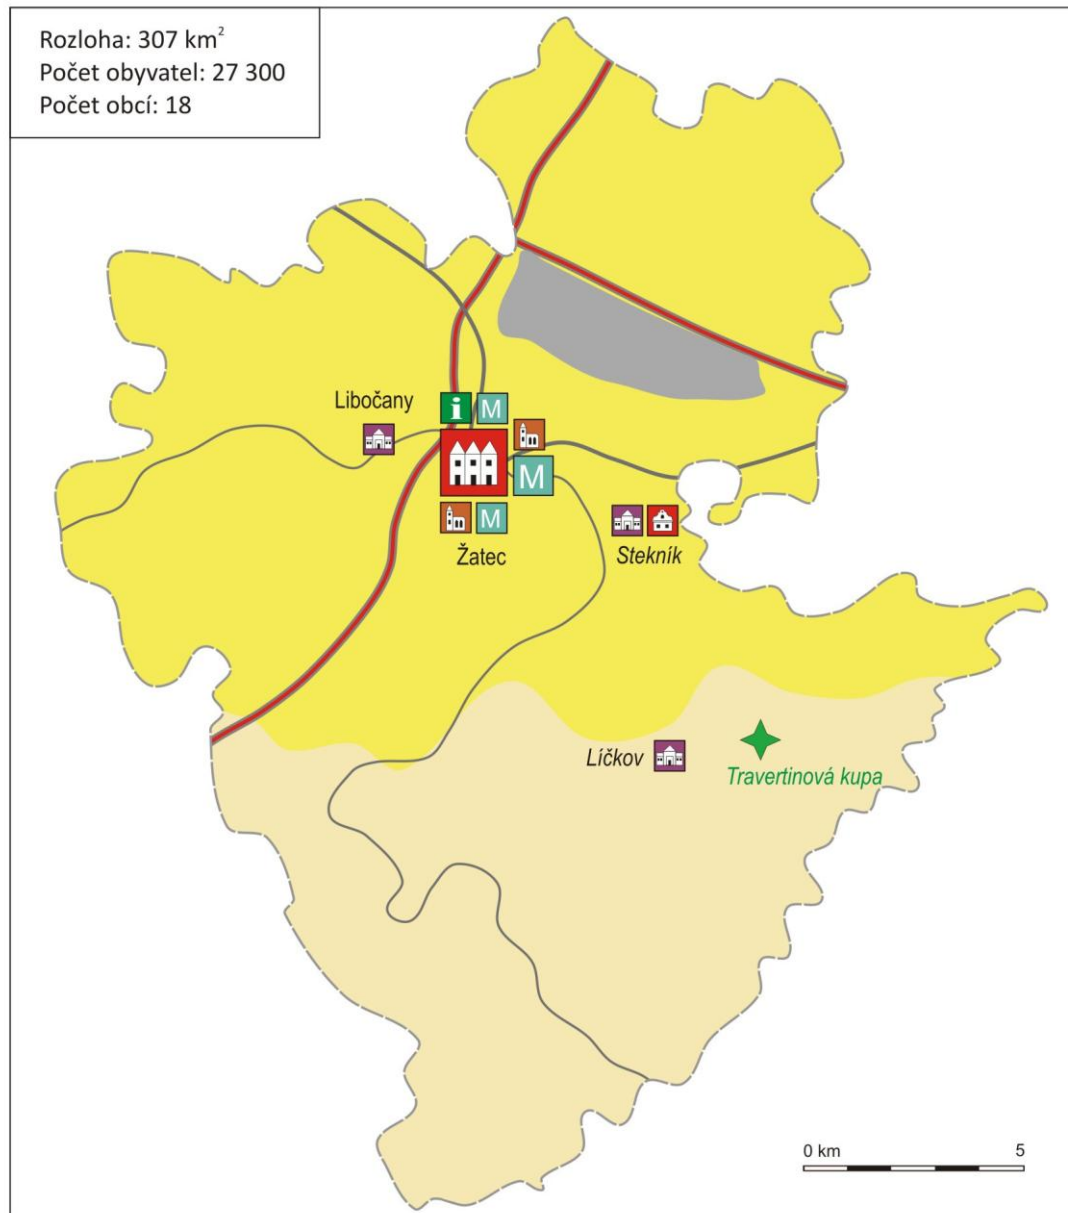 Rozloha: 307 km²
Počet obyvatel: 27 300
Počet obcí: 18
Libočany
i M
M
M
Žatec
Stekník
Líčkov
Travertinová kupa
0 km 5